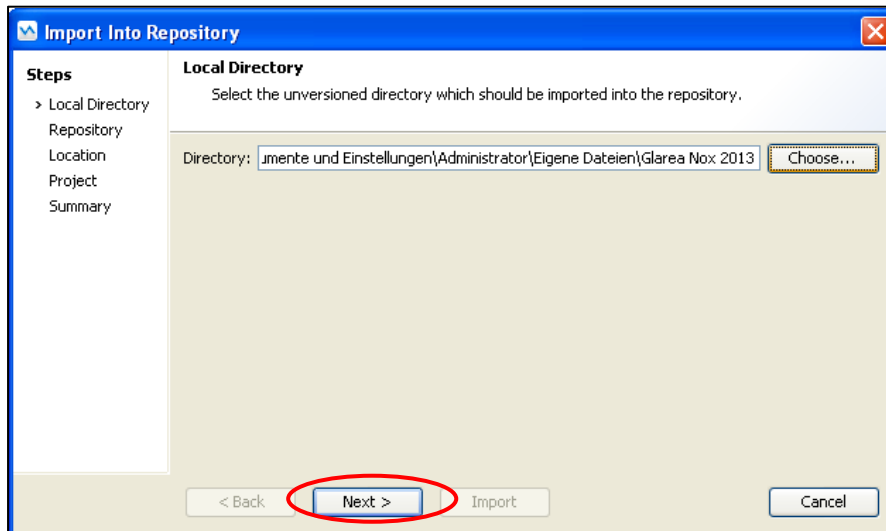 Import Into Repository
Steps
> Local Directory
Repository
Location
Project
Summary
Local Directory
Select the unversioned directory which should be imported into the repository.
Directory: umente und Einstellungen\Administrator\Eigene Dateien\Glarea Nox 2013 Choose...
< Back Next > Import Cancel